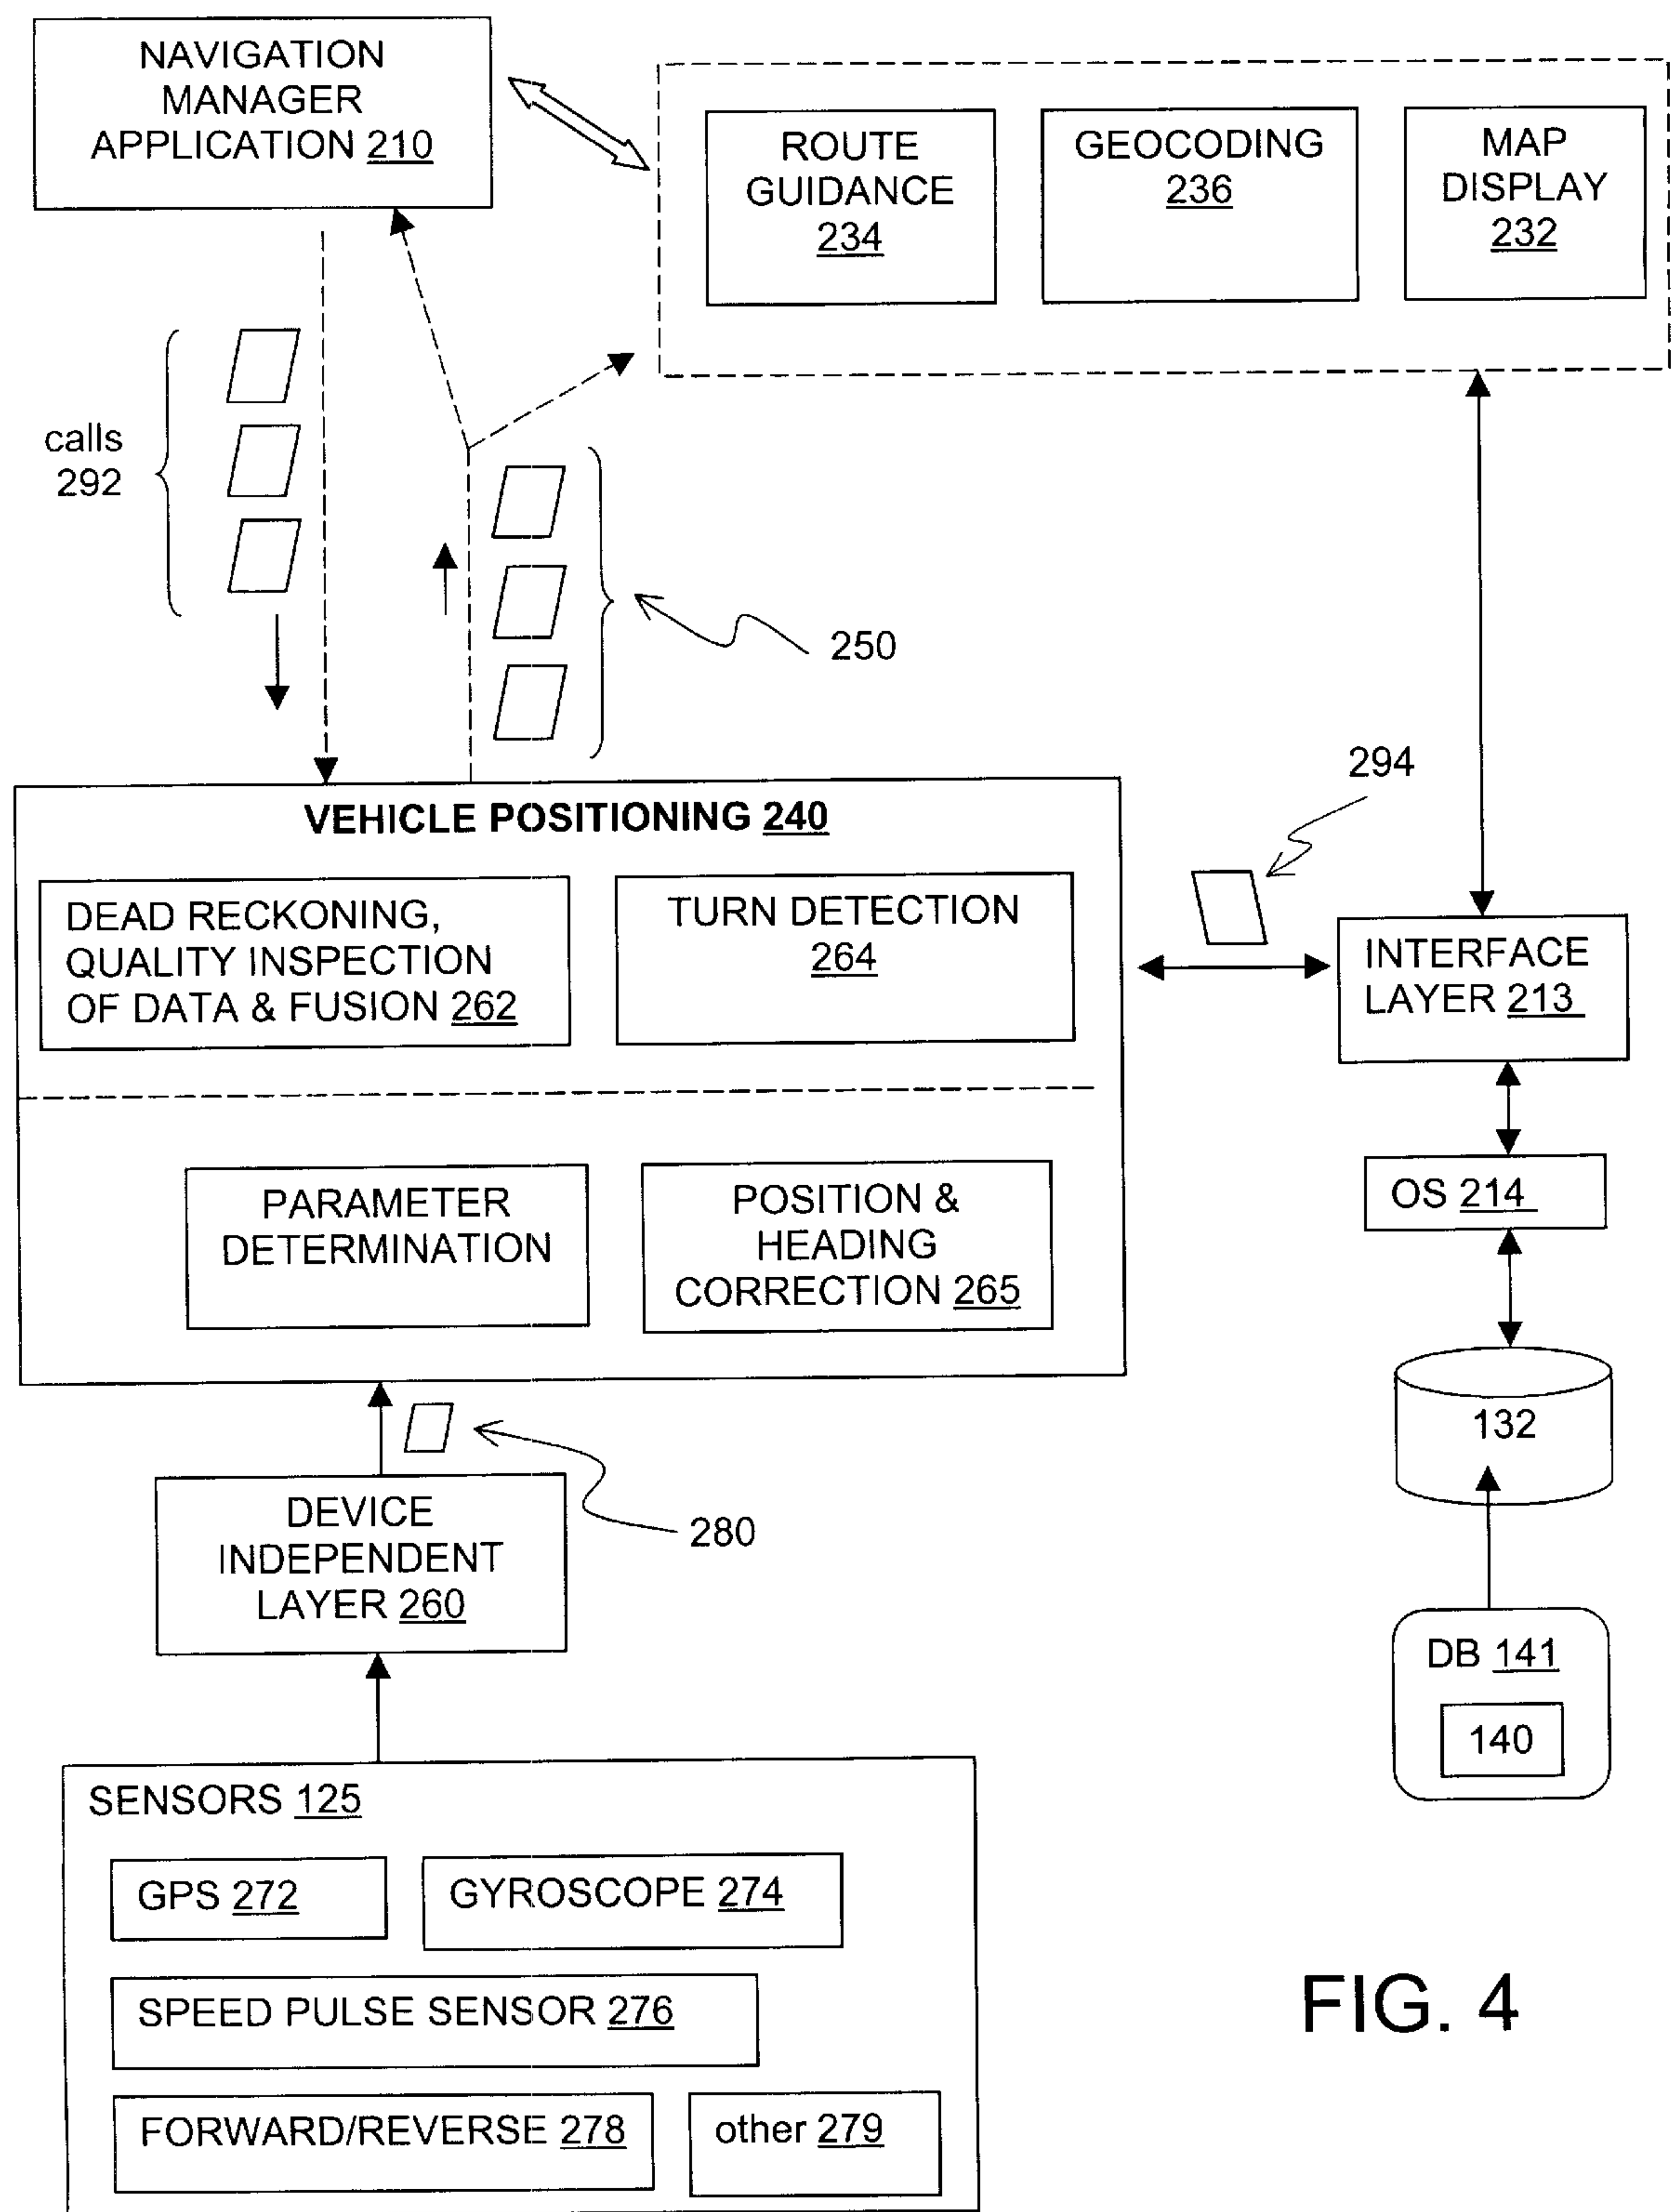 NAVIGATION
MANAGER
APPLICATION 210
ROUTE
GUIDANCE
234
GEOCODING
236
MAP
DISPLAY
232
calls
292
250
294
VEHICLE POSITIONING 240
DEAD RECKONING,
QUALITY INSPECTION
OF DATA & FUSION 262
TURN DETECTION
264
INTERFACE
LAYER 213
PARAMETER
DETERMINATION
POSITION &
HEADING
CORRECTION 265
OS 214
132
280
DEVICE
INDEPENDENT
LAYER 260
DB 141
140
SENSORS 125
GPS 272
GYROSCOPE 274
SPEED PULSE SENSOR 276
FORWARD/REVERSE 278
other 279
FIG. 4